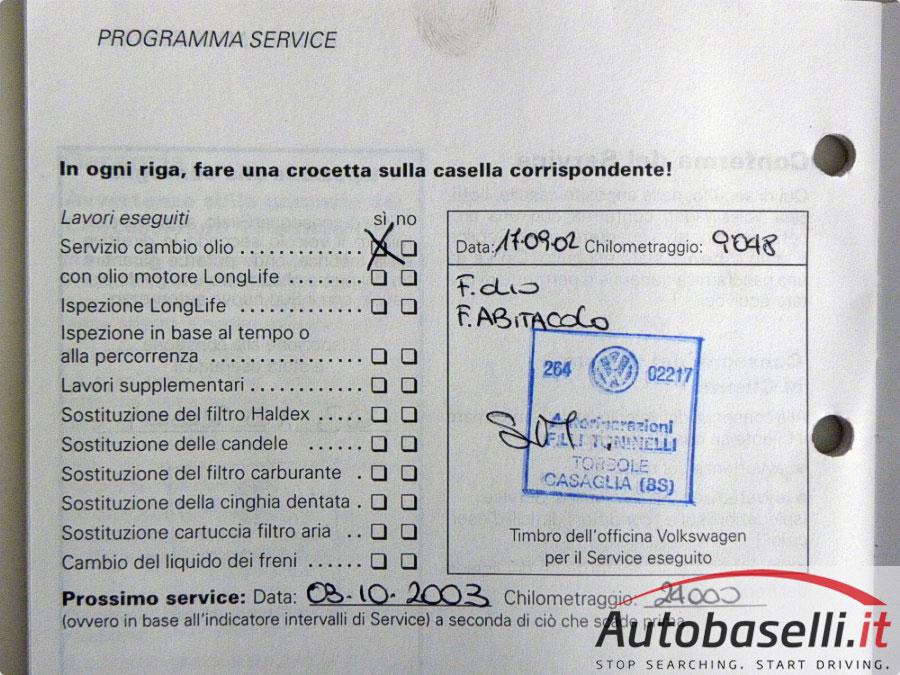 PROGRAMMA SERVICE
In ogni riga, fare una crocetta sulla casella corrispondente!
Lavori eseguiti sì no
Servizio cambio olio
con olio motore LongLife
Ispezione LongLife
Ispezione in base al tempo o
alla percorrenza
Lavori supplementari
Sostituzione del filtro Haldex
Sostituzione delle candele
Sostituzione del filtro carburante
Sostituzione della cinghia dentata
Sostituzione cartuccia filtro aria
Cambio del liquido dei freni
Data: 17.09.02 Chilometraggio: 9048
F. OLIO
F. ABITACOLO
264 02217
Autoriparazioni
F.LLI TONINELLI
TORBOLE
CASAGLIA (BS)
Timbro dell'officina Volkswagen
per il Service eseguito
Prossimo service: Data: 03.10.2003 Chilometraggio: 24000
(ovvero in base all'indicatore intervalli di Service) a seconda di ciò che scade prima
Autobaselli.it
STOP SEARCHING. START DRIVING.